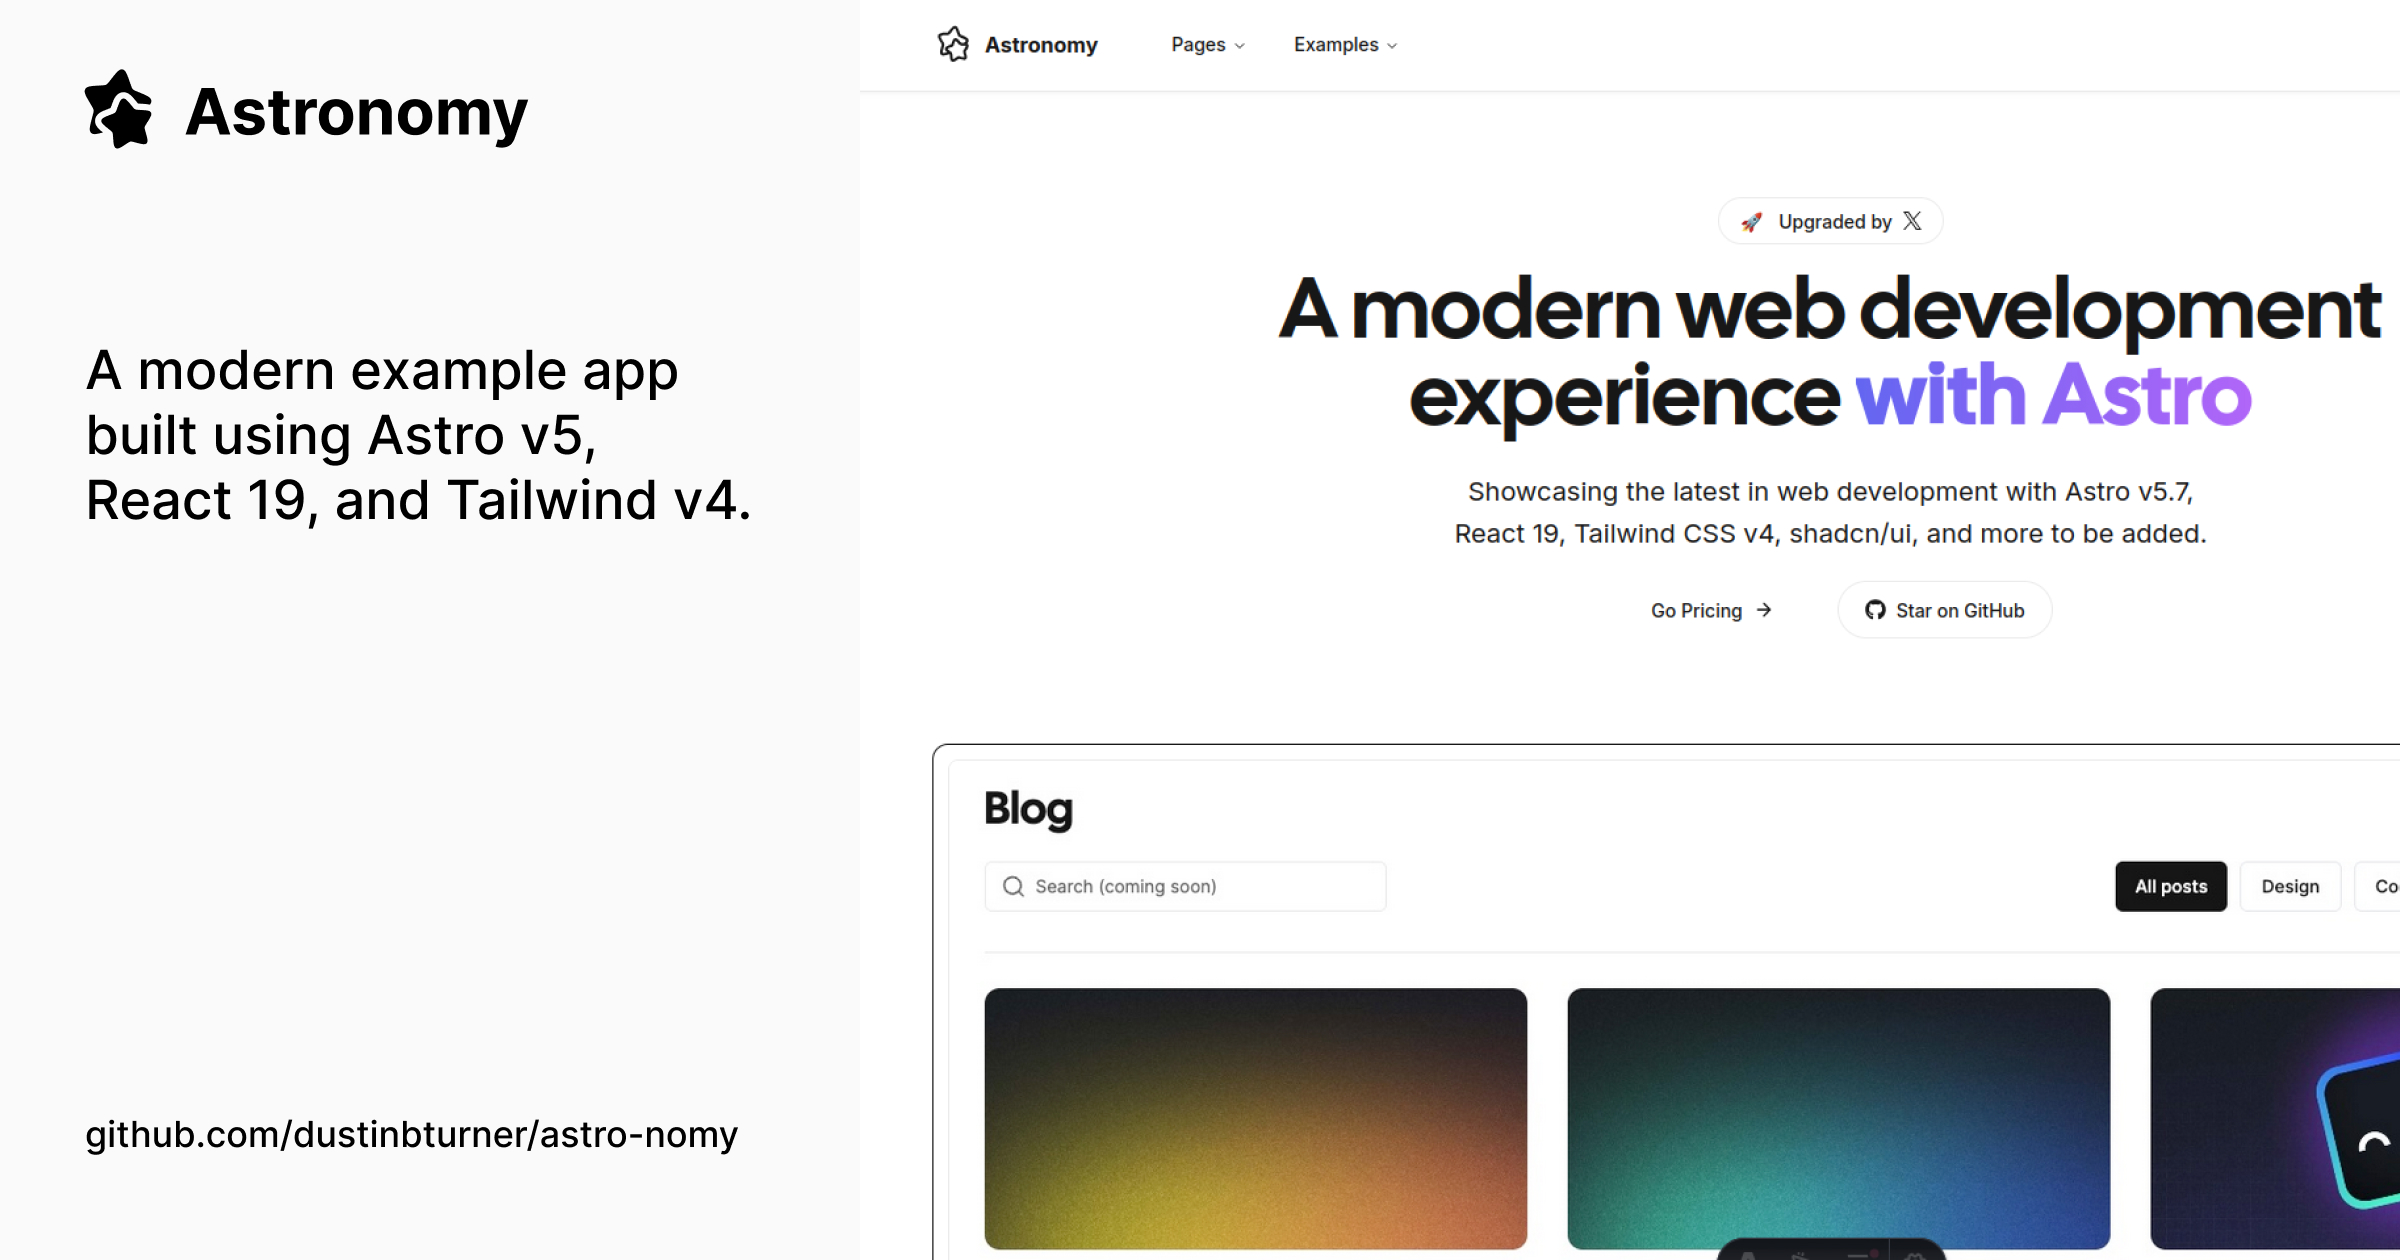 Astronomy
A modern example app
built using Astro v5,
React 19, and Tailwind v4.
github.com/dustinbturner/astro-nomy
Astronomy
Pages
Examples
🚀 Upgraded by 𝕏
A modern web development
experience with Astro
Showcasing the latest in web development with Astro v5.7,
React 19, Tailwind CSS v4, shadcn/ui, and more to be added.
Go Pricing →
Star on GitHub
Blog
Search (coming soon)
All posts
Design